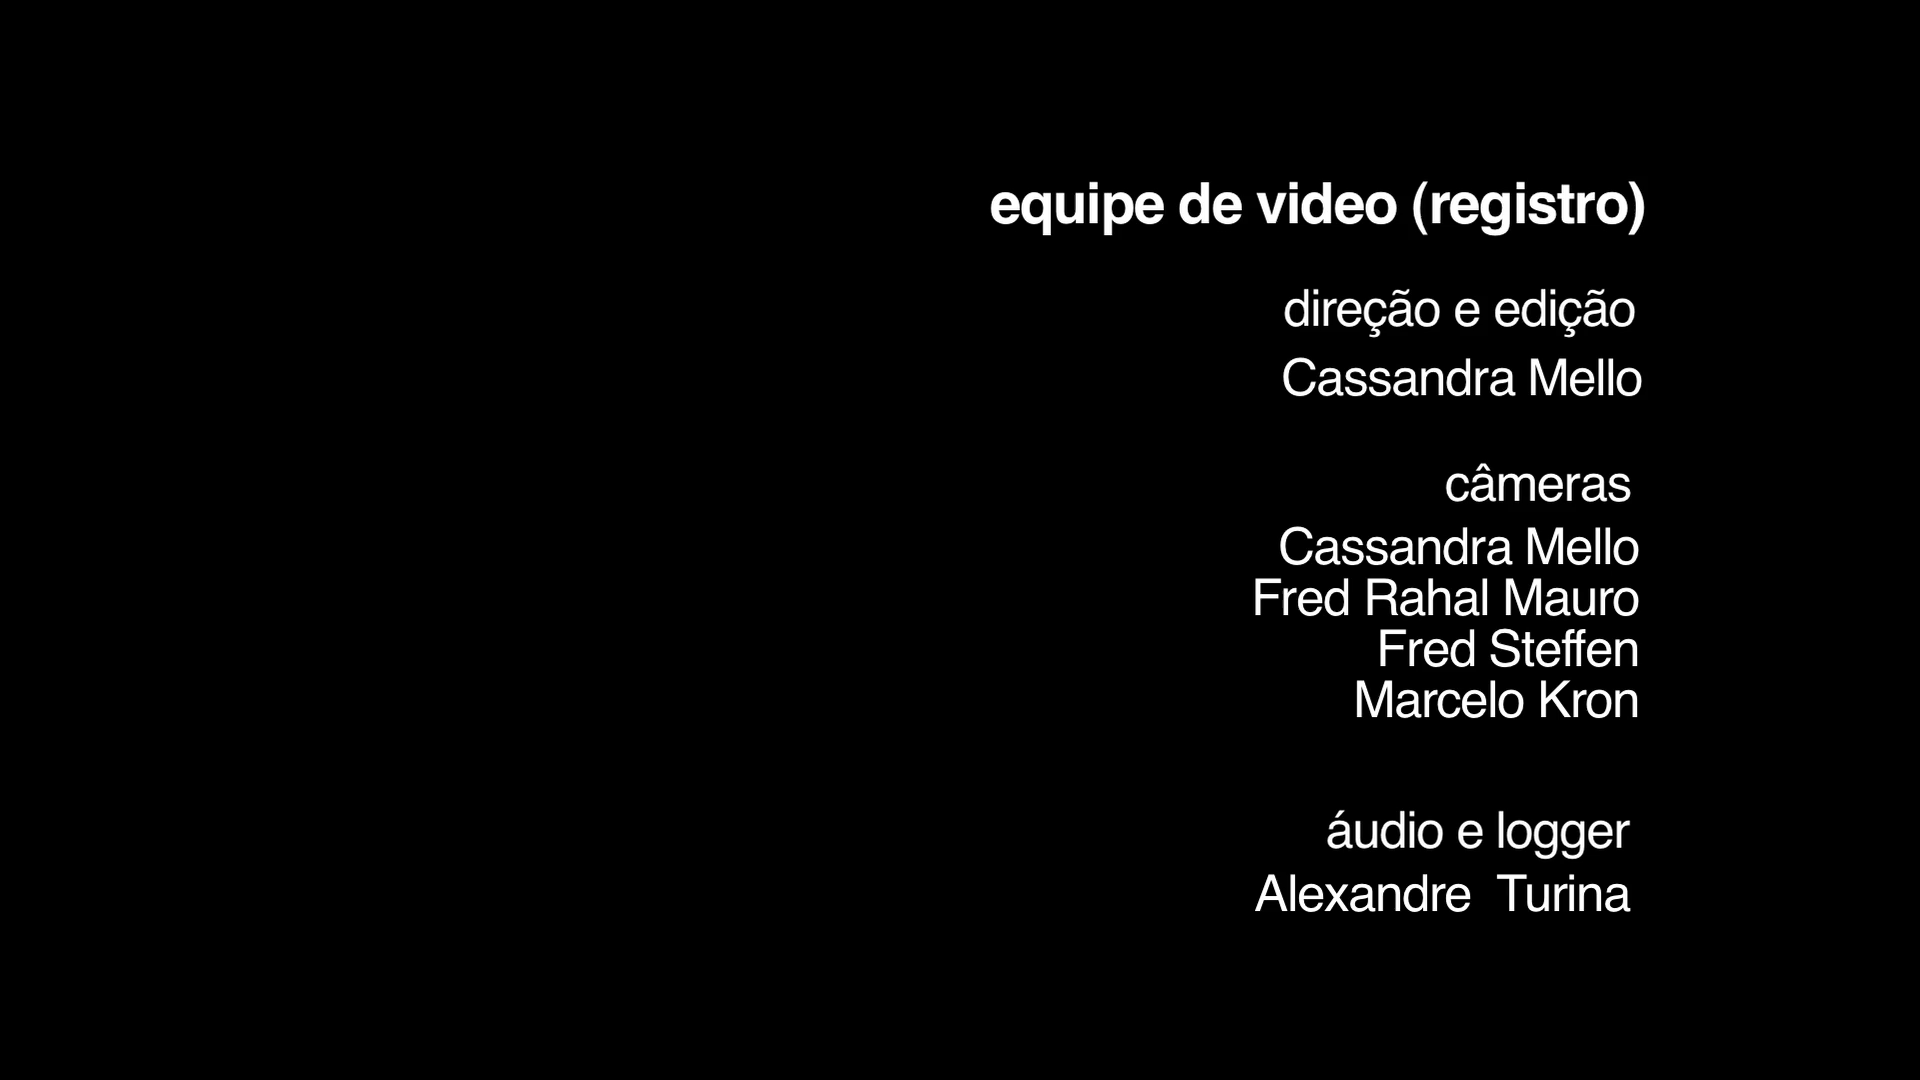 equipe de video (registro)
direção e edição
Cassandra Mello
câmeras
Cassandra Mello
Fred Rahal Mauro
Fred Steffen
Marcelo Kron
áudio e logger
Alexandre  Turina